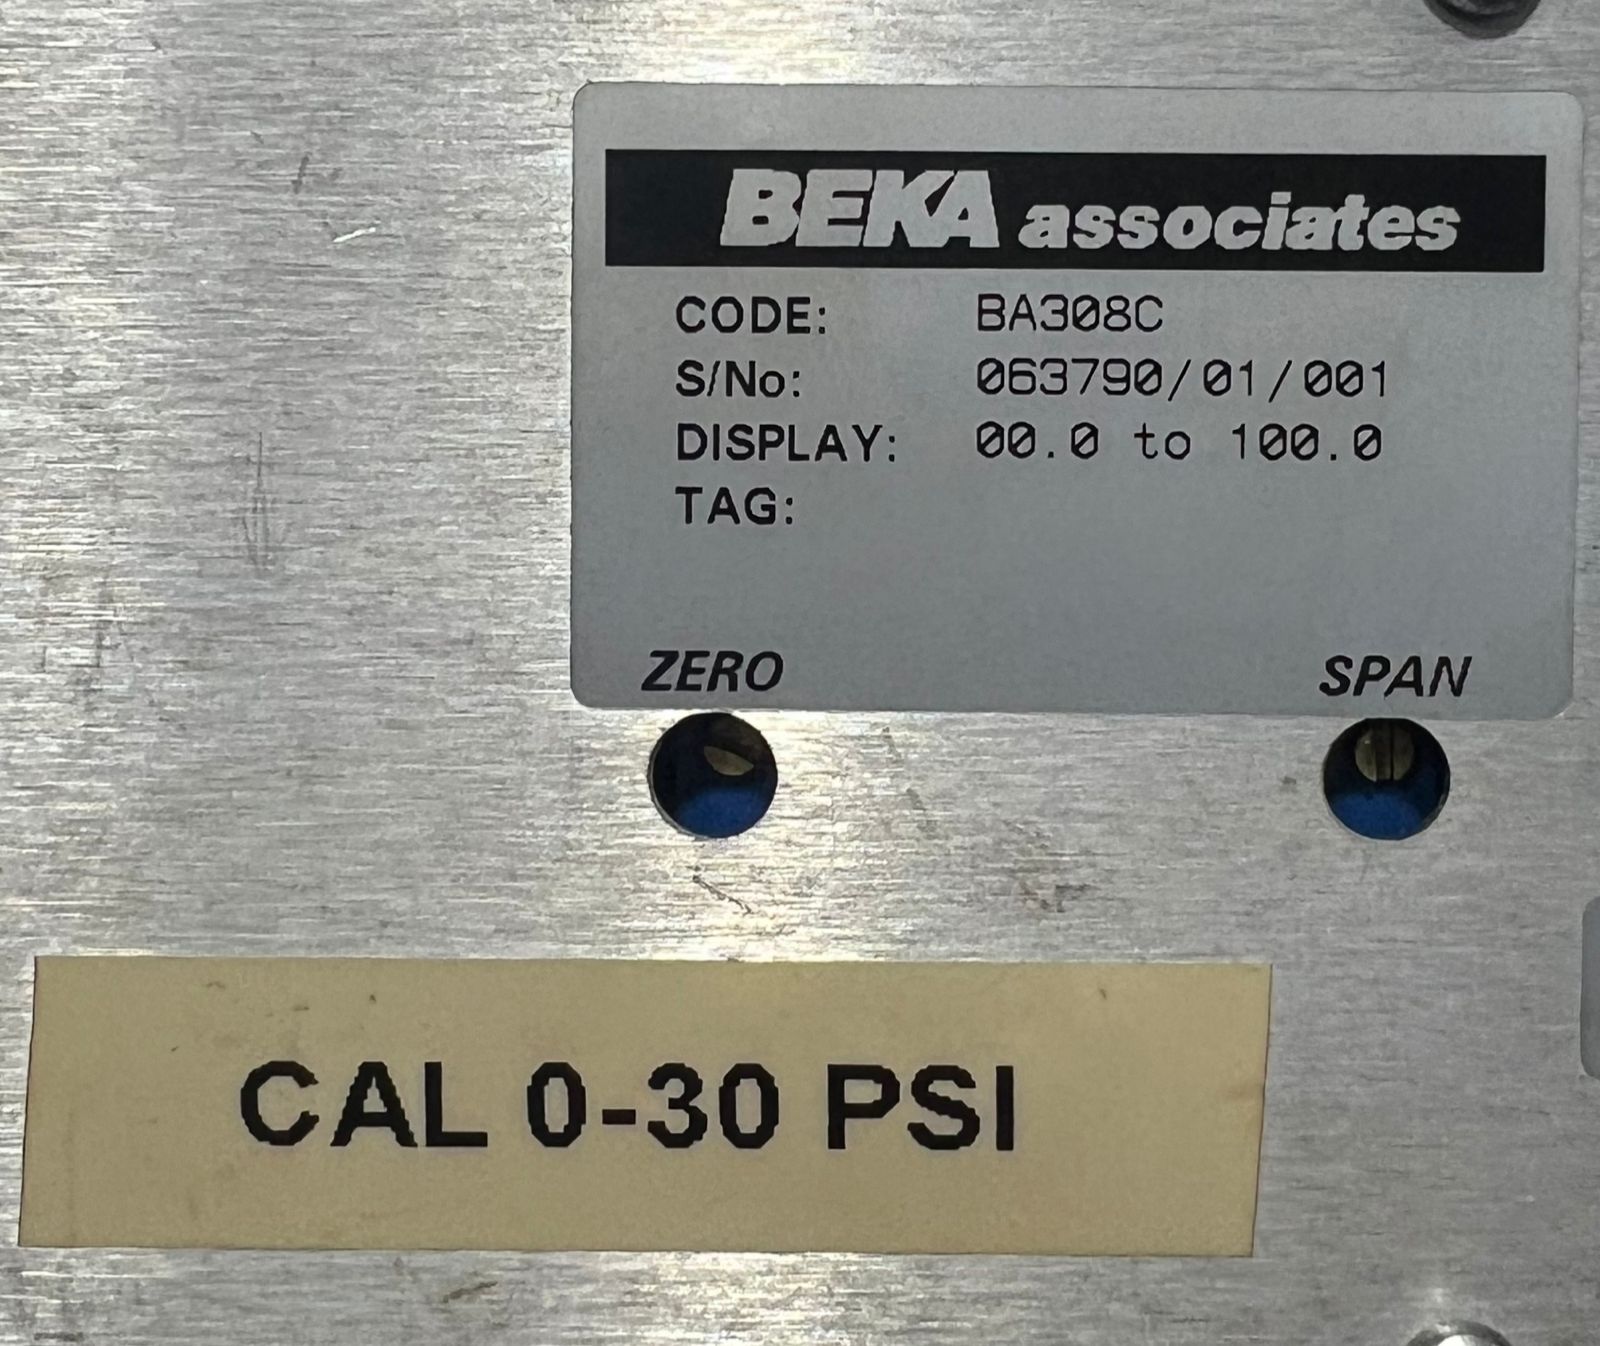 BEKA associates
CODE: BA308C
S/No: 063790/01/001
DISPLAY: 00.0 to 100.0
TAG:
ZERO SPAN
CAL 0-30 PSI